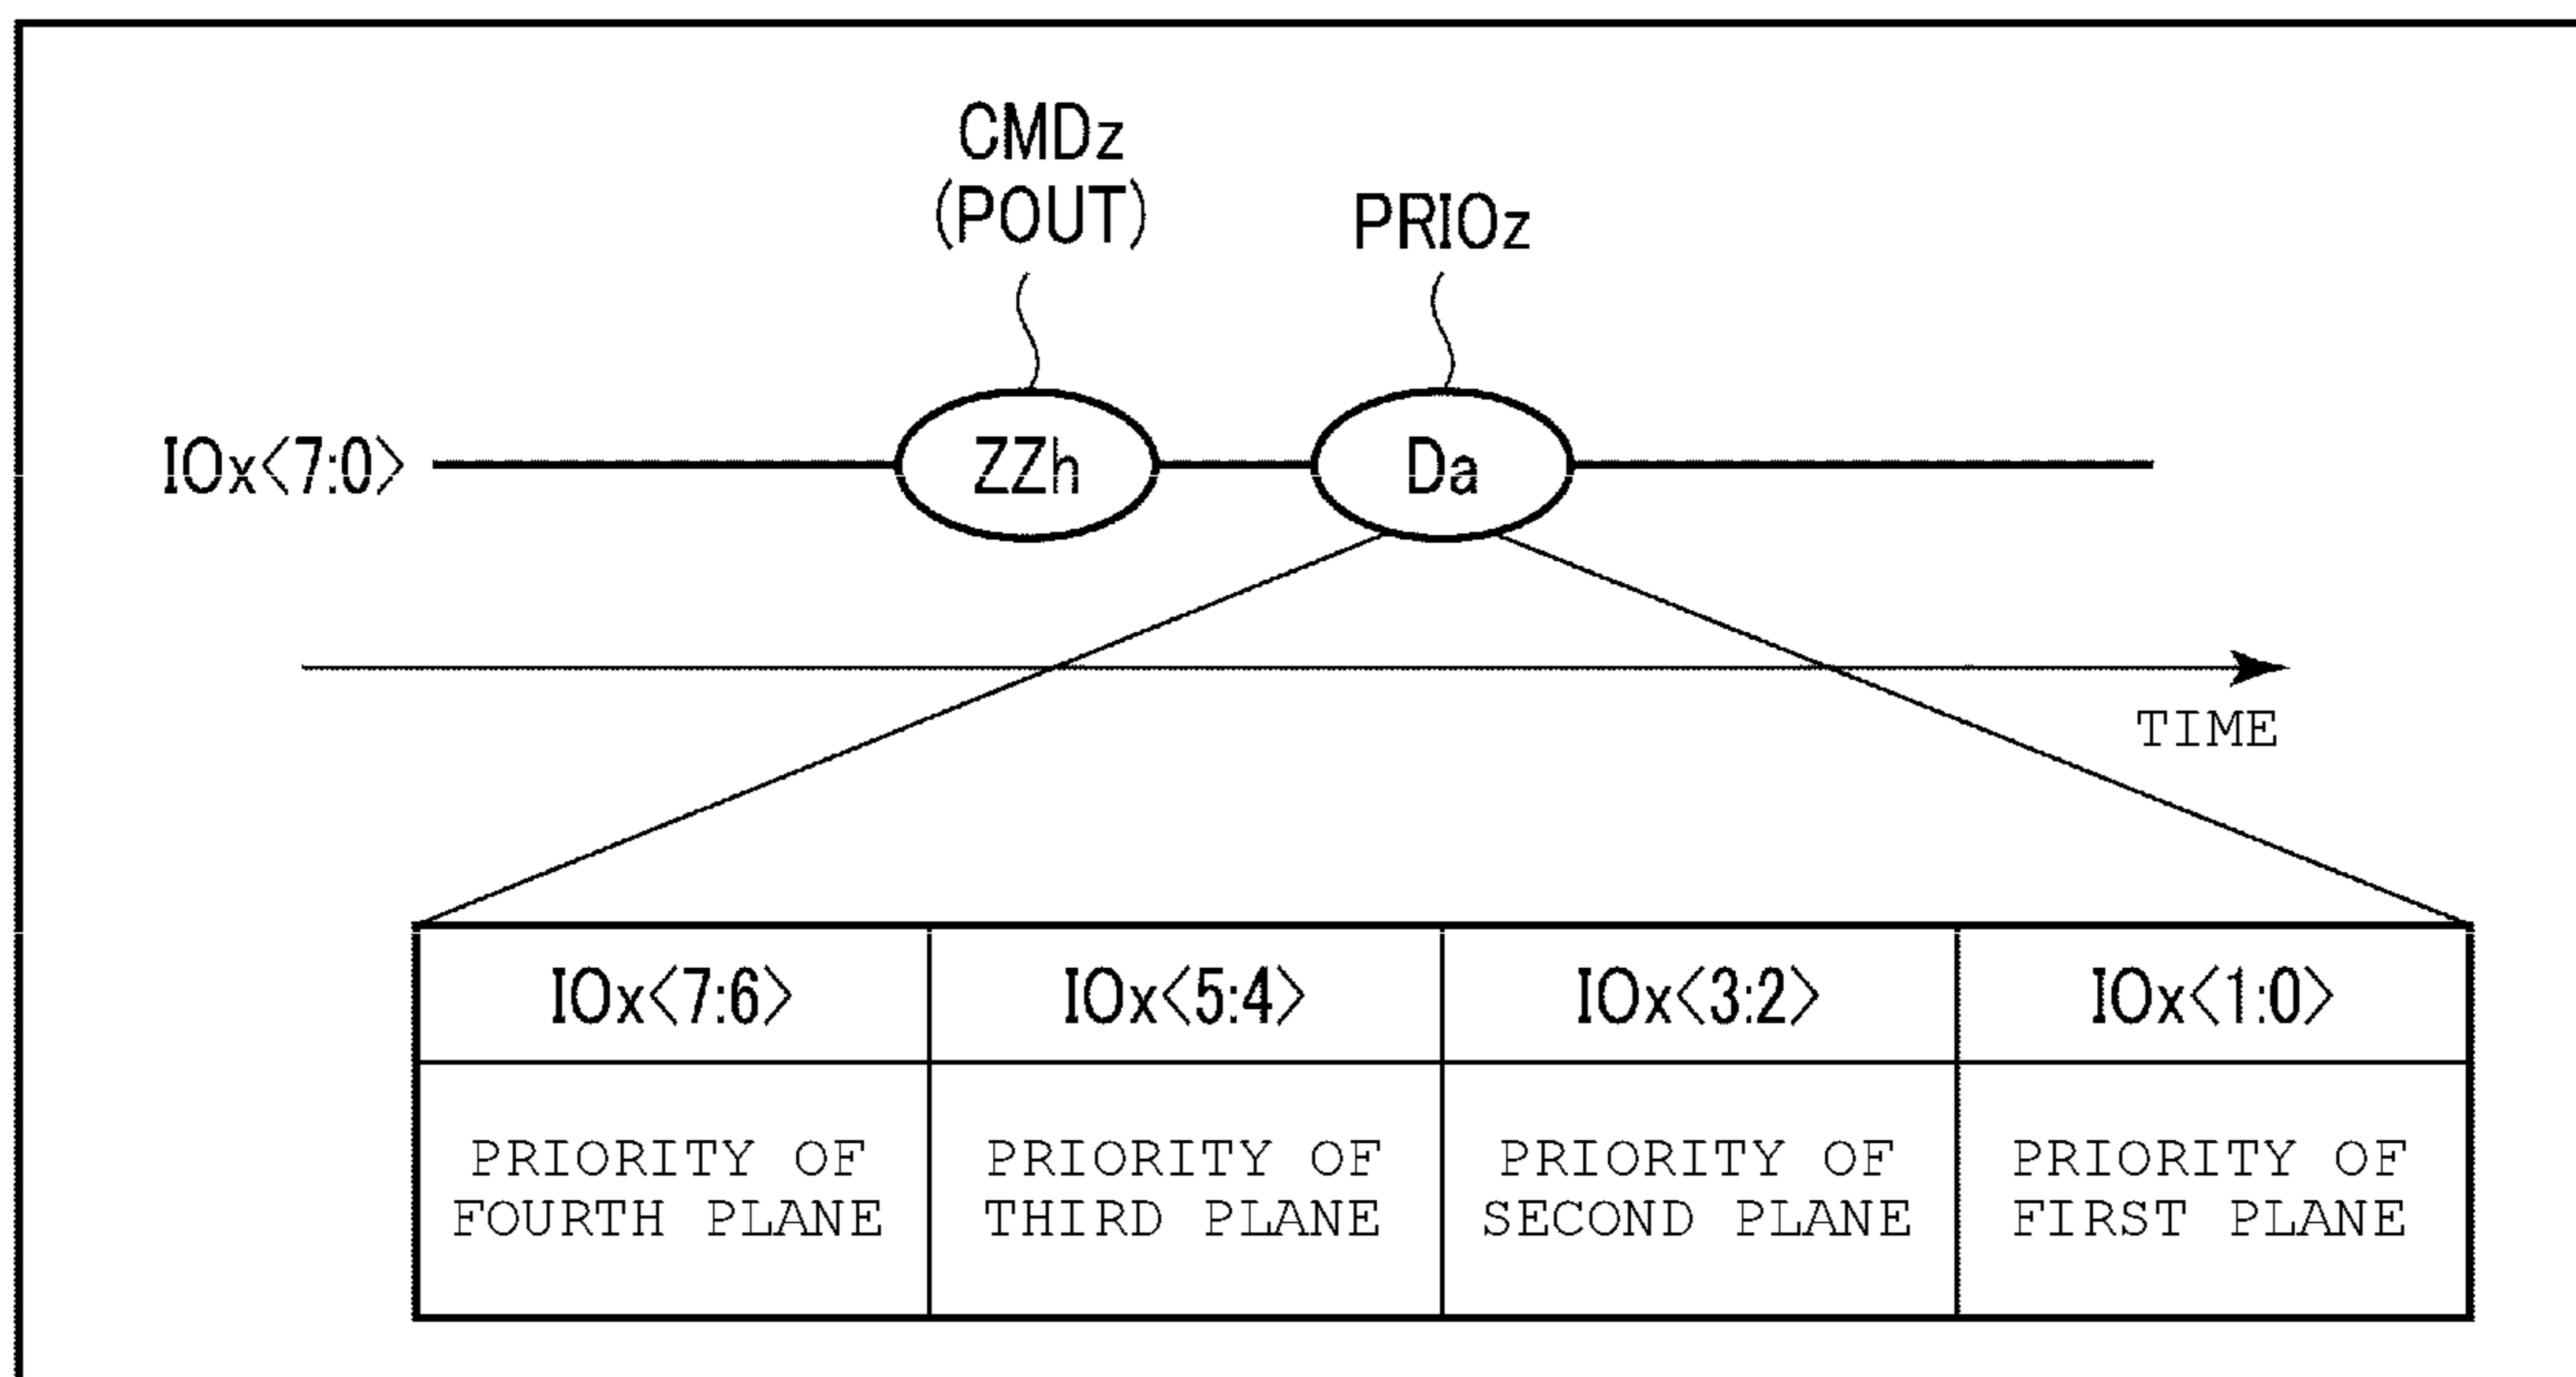 CMDz
(POUT)
PRIOz
IOx<7:0>
ZZh
Da
TIME
IOx<7:6>
IOx<5:4>
IOx<3:2>
IOx<1:0>
PRIORITY OF
FOURTH PLANE
PRIORITY OF
THIRD PLANE
PRIORITY OF
SECOND PLANE
PRIORITY OF
FIRST PLANE